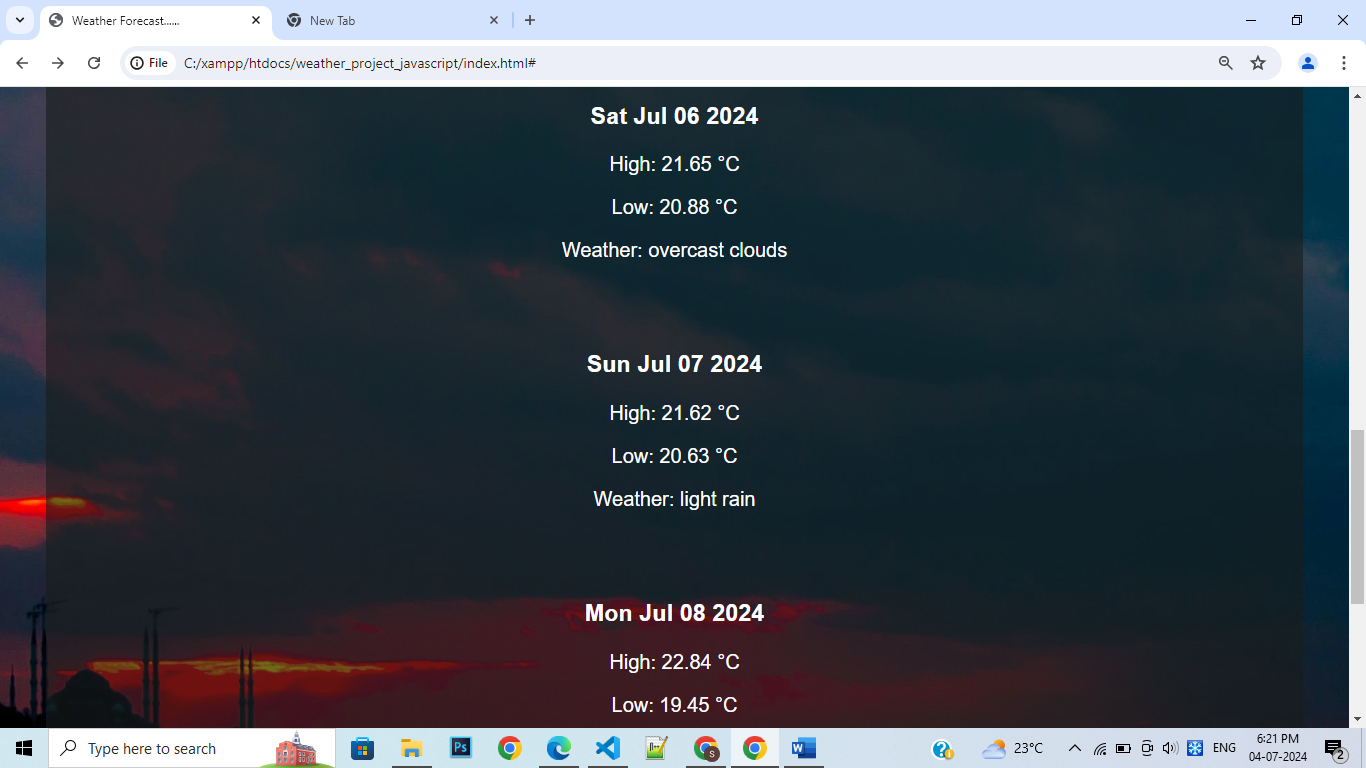 Weather Forecast......
New Tab
File
C:/xampp/htdocs/weather_project_javascript/index.html#
Sat Jul 06 2024
High: 21.65 °C
Low: 20.88 °C
Weather: overcast clouds
Sun Jul 07 2024
High: 21.62 °C
Low: 20.63 °C
Weather: light rain
Mon Jul 08 2024
High: 22.84 °C
Low: 19.45 °C
Type here to search
Ps
S
W
23°C
ENG
6:21 PM
04-07-2024
2